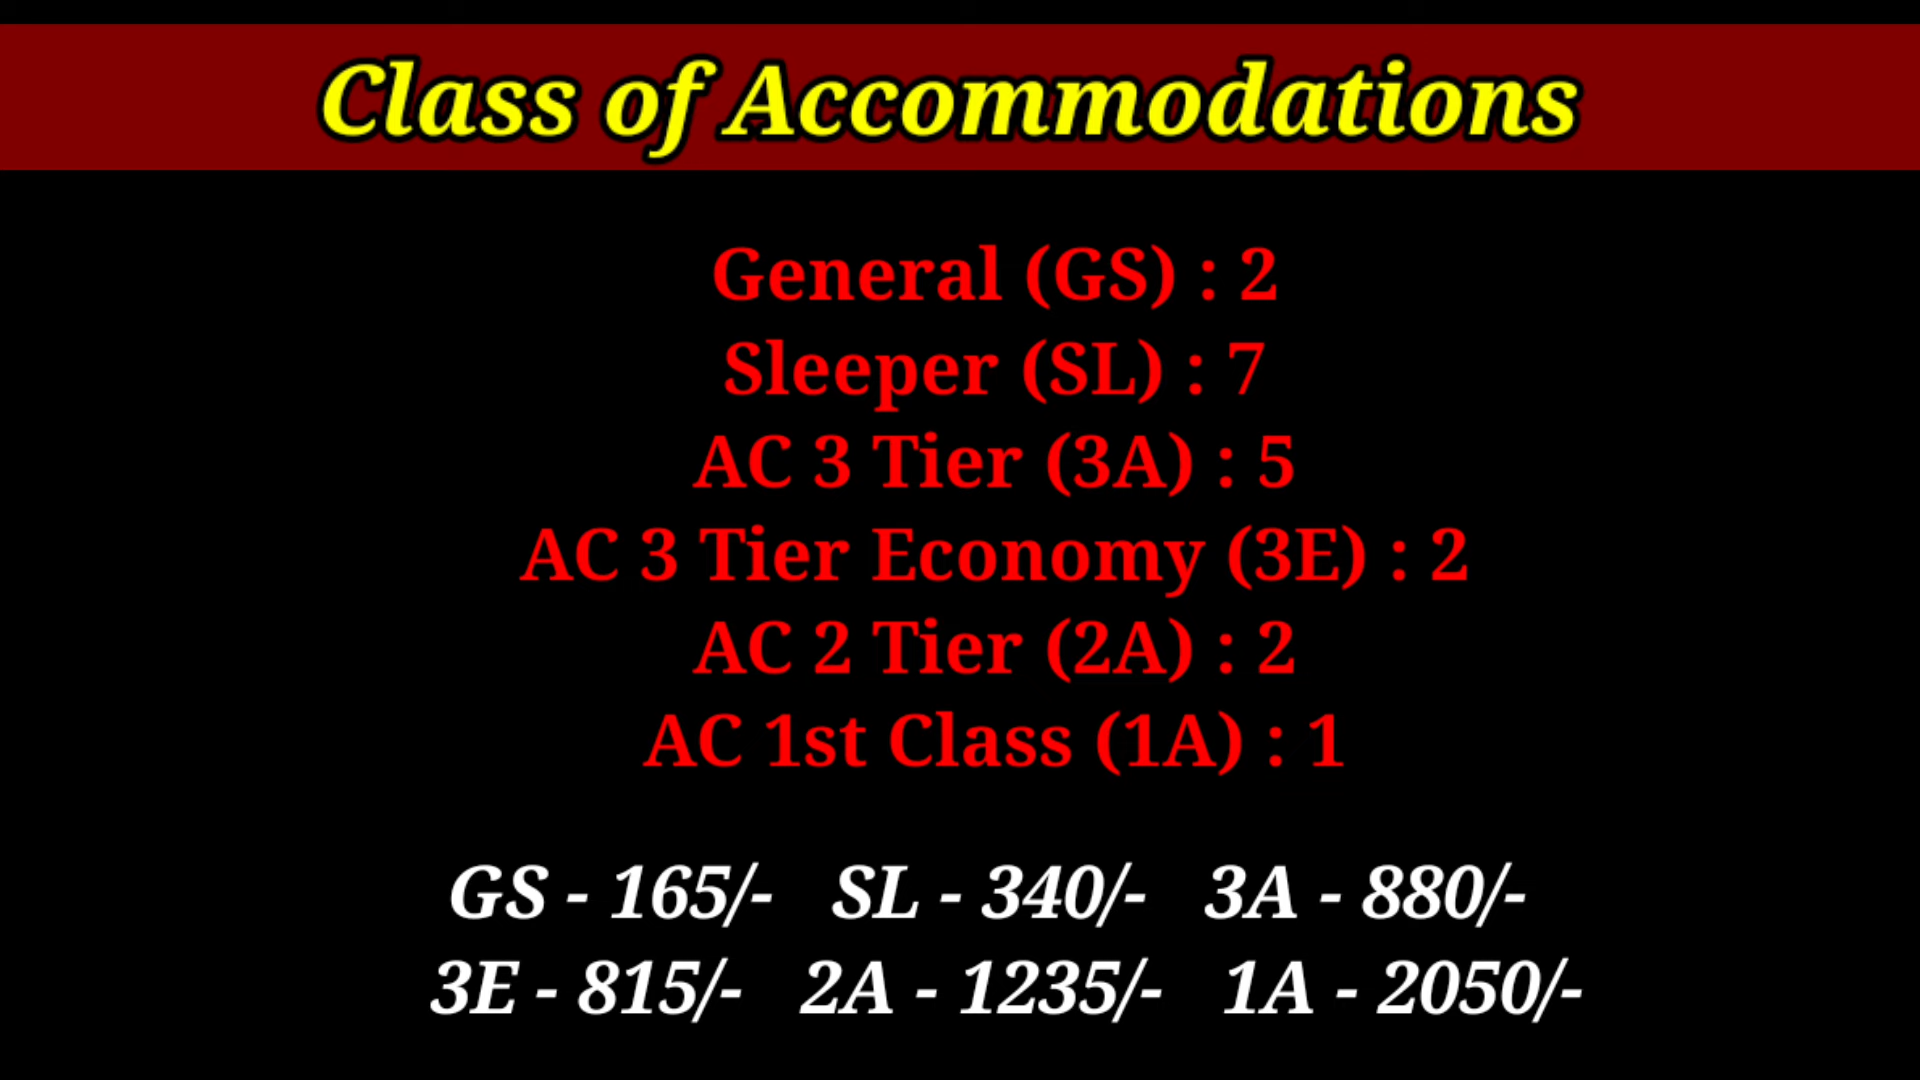 Class of Accommodations
General (GS) : 2
Sleeper (SL) : 7
AC 3 Tier (3A) : 5
AC 3 Tier Economy (3E) : 2
AC 2 Tier (2A) : 2
AC 1st Class (1A) : 1
GS - 165/- SL - 340/- 3A - 880/-
3E - 815/- 2A - 1235/- 1A - 2050/-